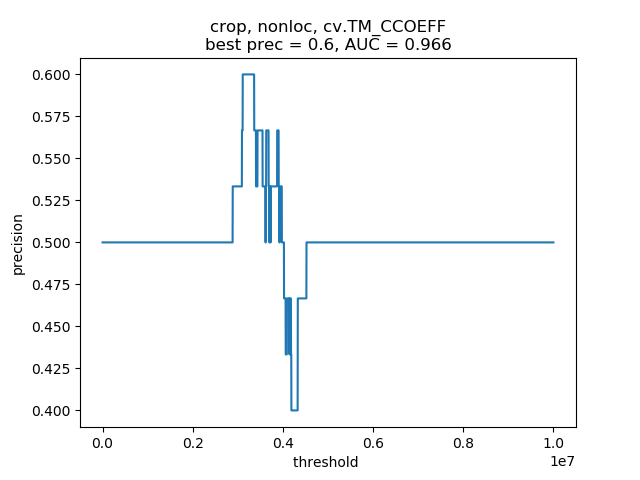 crop, nonloc, cv.TM_CCOEFF
best prec = 0.6, AUC = 0.966
0.600
0.575
0.550
0.525
0.500
0.475
0.450
0.425
0.400
precision
0.0 0.2 0.4 0.6 0.8 1.0
1e7
threshold